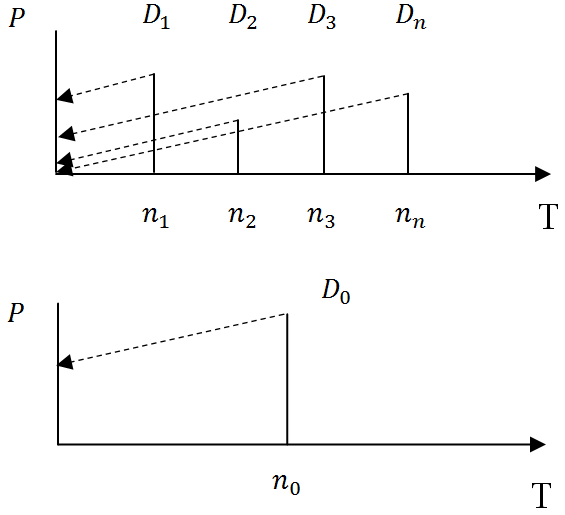 P D₁ D₂ D₃ Dₙ
n₁ n₂ n₃ nₙ T
P D₀
n₀ T